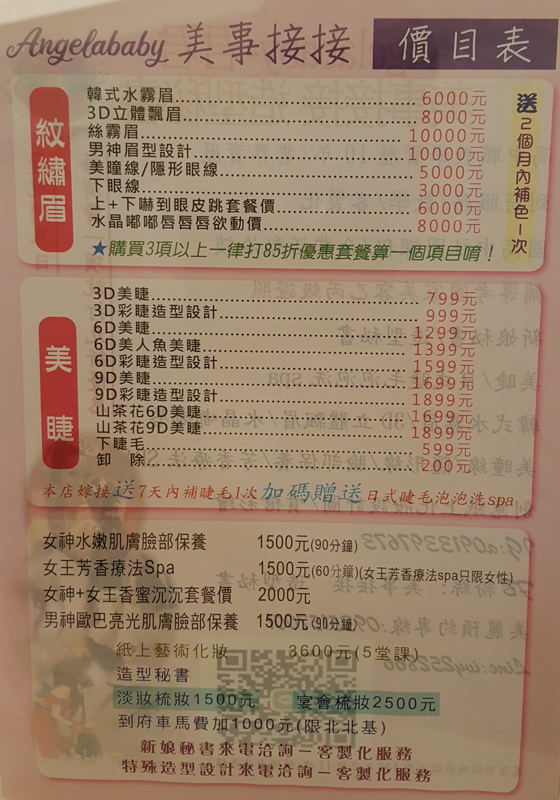 Angelababy 美事接接 價目表
紋繡眉
韓式水霧眉 6000元
3D立體飄眉 8000元
絲霧眉 10000元
男神眉型設計 10000元
美瞳線/隱形眼線 5000元
下眼線 3000元
上+下嚇到眼皮跳套餐價 6000元
水晶嘟嘟唇唇唇欲動價 8000元
送2個月內補色一次
★購買3項以上一律打85折優惠套餐算一個項目唷!
美睫
3D美睫 799元
3D彩睫造型設計 999元
6D美睫 1299元
6D美人魚美睫 1399元
6D彩睫造型設計 1599元
9D美睫 1699元
9D彩睫造型設計 1899元
山茶花6D美睫 1699元
山茶花9D美睫 1899元
下睫毛 599元
卸 除 200元
本店嫁接送7天內補睫毛1次 加碼贈送日式睫毛泡泡洗spa
女神水嫩肌膚臉部保養 1500元(90分鐘)
女王芳香療法Spa 1500元(60分鐘)(女王芳香療法spa只限女性)
女神+女王香蜜沉沉套餐價 2000元
男神歐巴亮光肌膚臉部保養 1500元(90分鐘)
紙上藝術化妝 3600元(5堂課)
造型秘書
淡妝梳妝1500元 宴會梳妝2500元
到府車馬費加1000元(限北北基)
新娘秘書來電洽詢－客製化服務
特殊造型設計來電洽詢－客製化服務